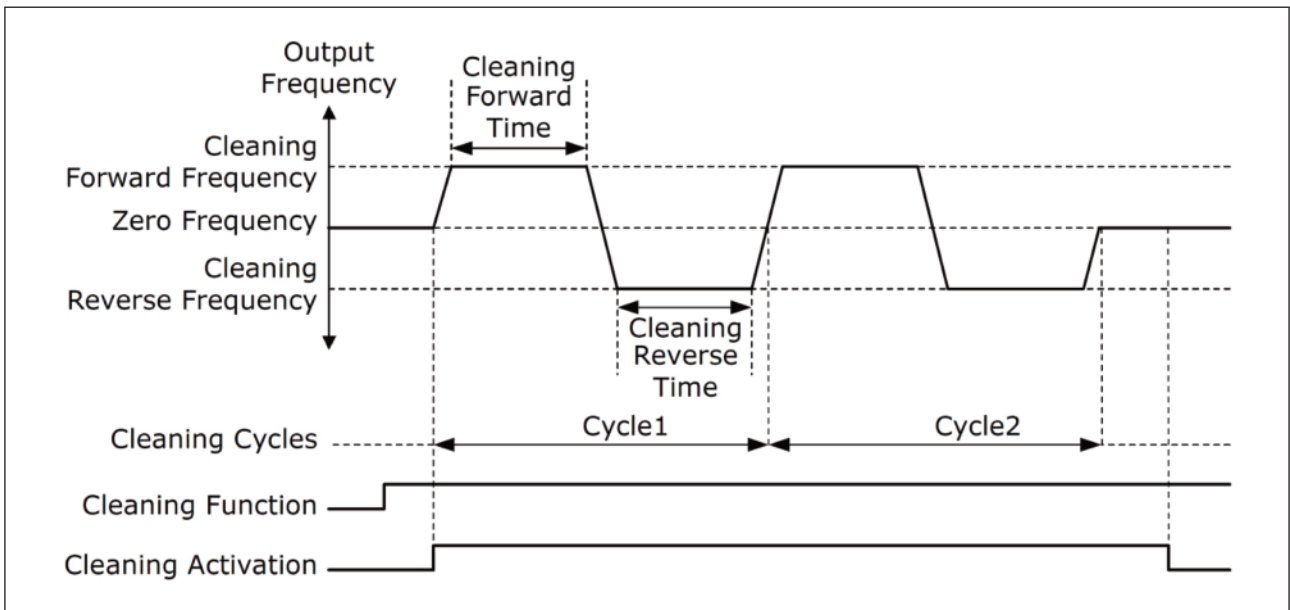 Output
Frequency
Cleaning
Forward
Time
Cleaning
Forward Frequency
Zero Frequency
Cleaning
Reverse Frequency
Cleaning
Reverse
Time
Cleaning Cycles
Cycle1
Cycle2
Cleaning Function
Cleaning Activation